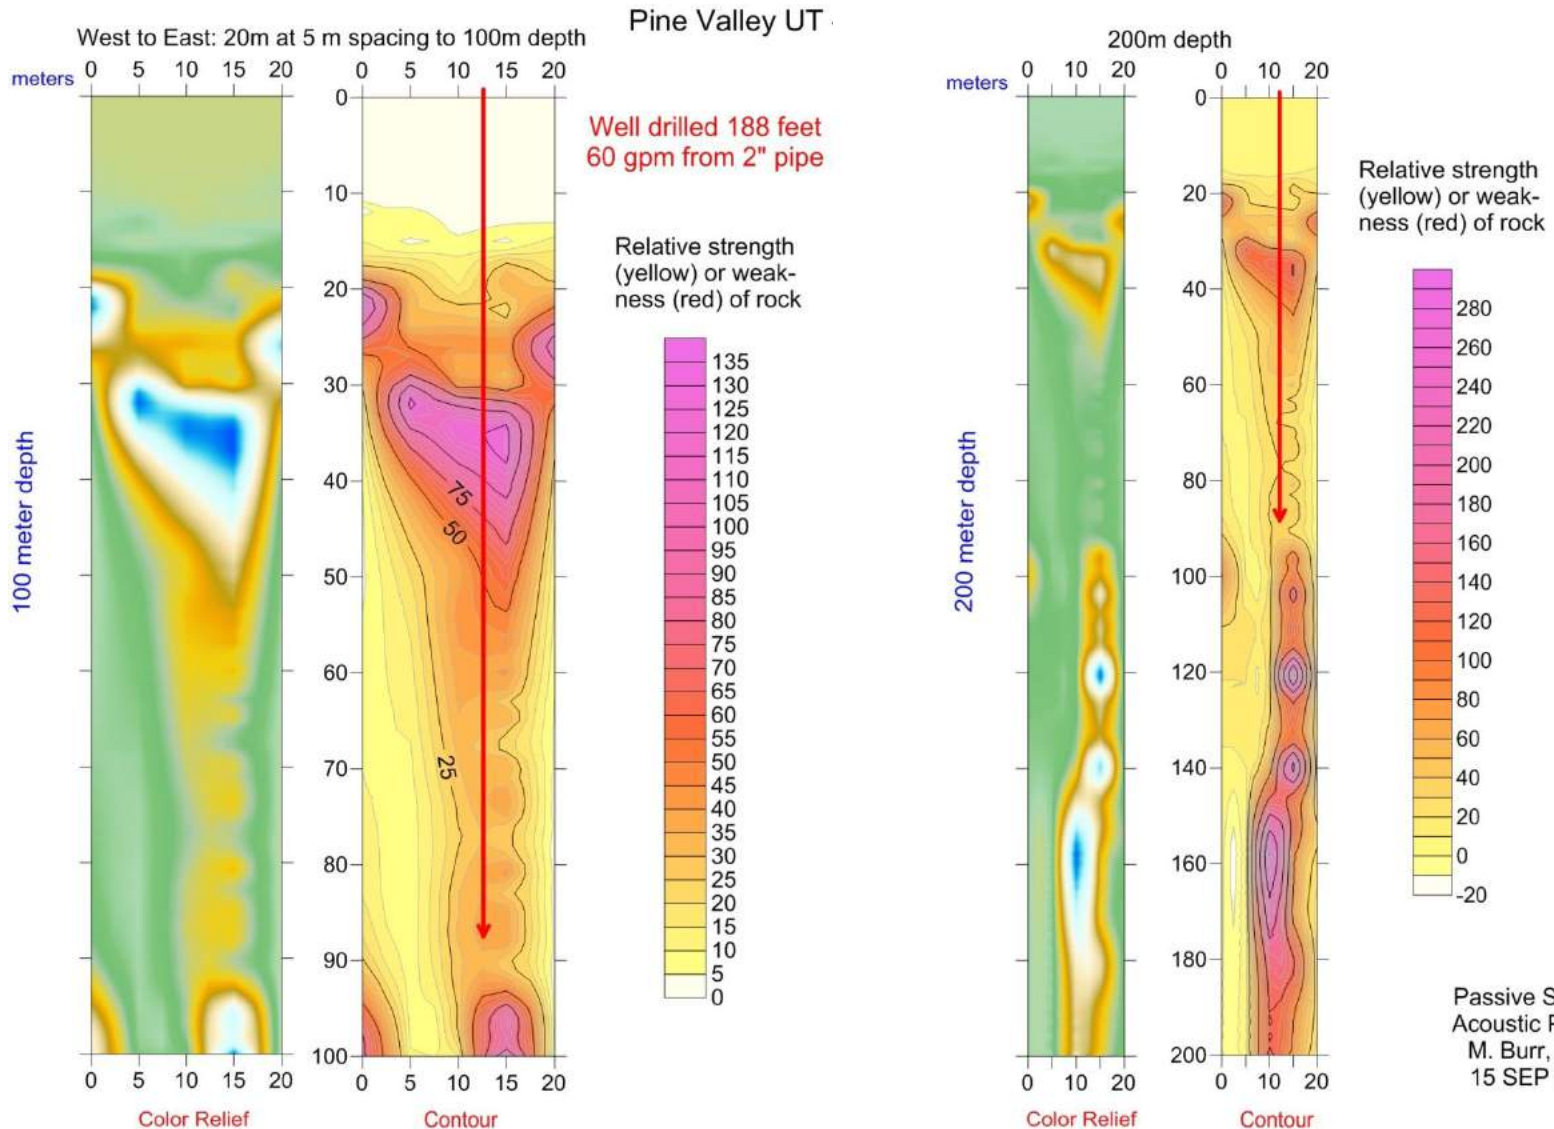 Pine Valley UT -
West to East: 20m at 5 m spacing to 100m depth
meters
0 5 10 15 20
0 5 10 15 20
0
10
20
30
40
50
60
70
80
90
100
75
50
25
100 meter depth
0 5 10 15 20
0 5 10 15 20
Color Relief
Contour
Well drilled 188 feet
60 gpm from 2" pipe
Relative strength
(yellow) or weak-
ness (red) of rock
135
130
125
120
115
110
105
100
95
90
85
80
75
70
65
60
55
50
45
40
35
30
25
20
15
10
5
0
200m depth
meters
0 10 20
0 10 20
0
20
40
60
80
100
120
140
160
180
200
200 meter depth
0 10 20
0 10 20
Color Relief
Contour
Relative strength
(yellow) or weak-
ness (red) of rock
280
260
240
220
200
180
160
140
120
100
80
60
40
20
0
-20
Passive S
Acoustic
M. Burr,
15 SEP